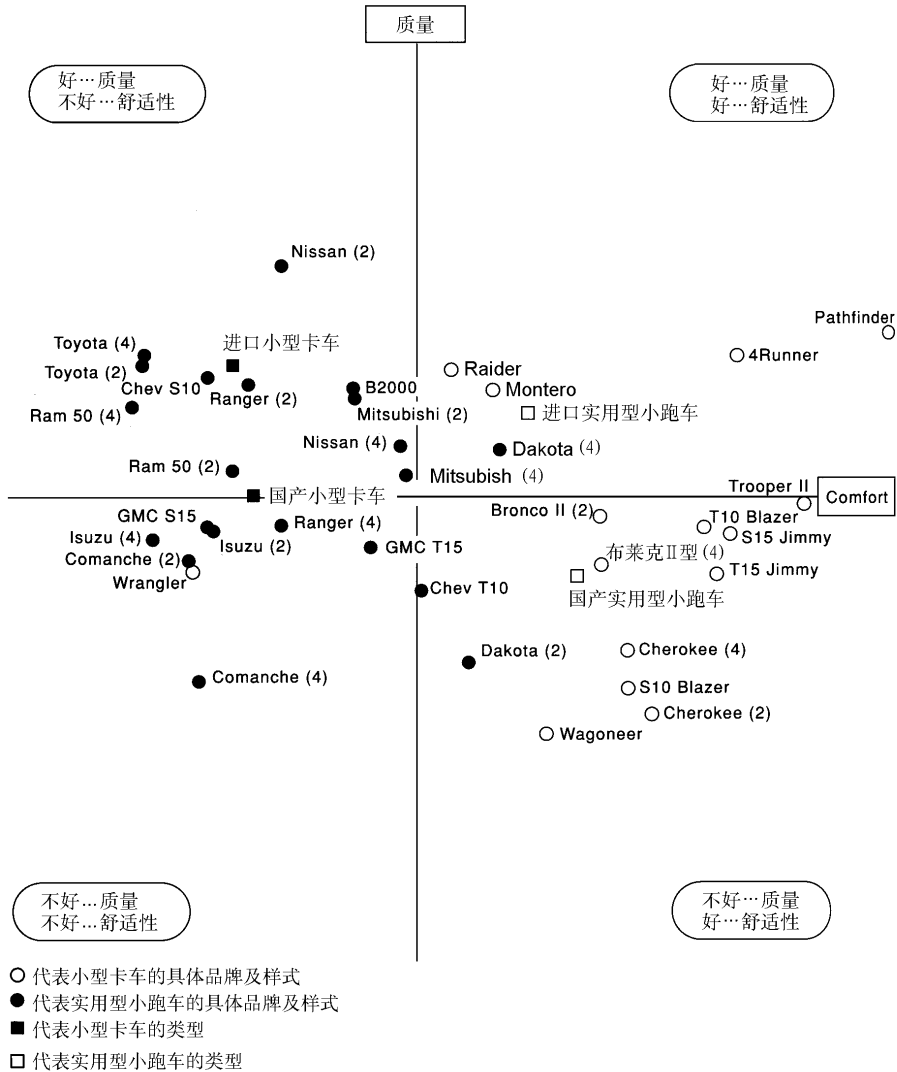 质量
好…质量
不好…舒适性
好…质量
好…舒适性
Nissan (2)
Pathfinder
Toyota (4)
进口小型卡车
4Runner
Toyota (2)
Raider
Chev S10
B2000
Montero
Ranger (2)
Ram 50 (4)
Mitsubishi (2)
进口实用型小跑车
Nissan (4)
Dakota (4)
Ram 50 (2)
Mitsubish (4)
Trooper II
国产小型卡车
Comfort
Bronco II (2)
GMC S15
Ranger (4)
T10 Blazer
Isuzu (4)
Isuzu (2)
GMC T15
S15 Jimmy
Comanche (2)
布莱克Ⅱ型 (4)
Wrangler
T15 Jimmy
Chev T10
国产实用型小跑车
Dakota (2)
Cherokee (4)
Comanche (4)
S10 Blazer
Cherokee (2)
Wagoneer
不好…质量
不好…舒适性
不好…质量
好…舒适性
代表小型卡车的具体品牌及样式
代表实用型小跑车的具体品牌及样式
代表小型卡车的类型
代表实用型小跑车的类型